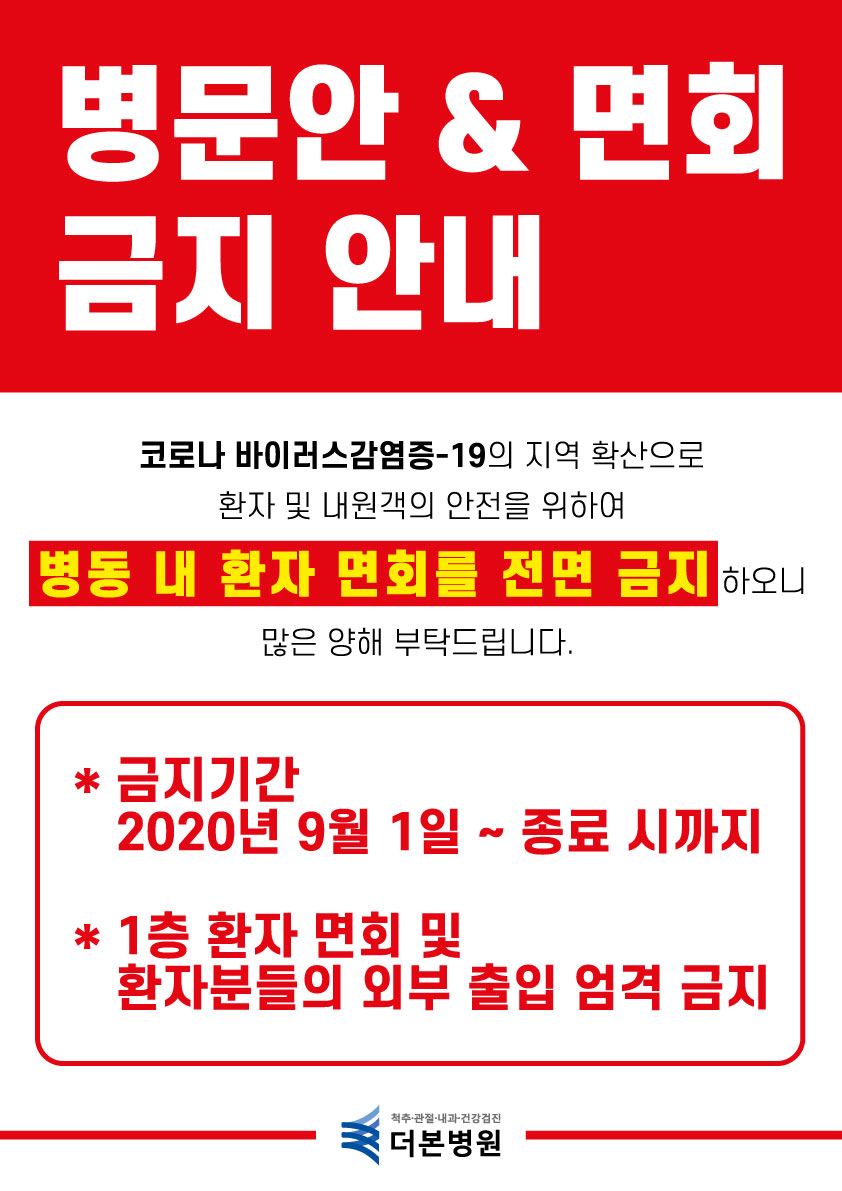 병문안 & 면회
금지 안내
코로나 바이러스감염증-19의 지역 확산으로
환자 및 내원객의 안전을 위하여
병동 내 환자 면회를 전면 금지 하오니
많은 양해 부탁드립니다.
* 금지기간
2020년 9월 1일 ~ 종료 시까지
* 1층 환자 면회 및
환자분들의 외부 출입 엄격 금지
척추·관절·내과·건강검진
더본병원